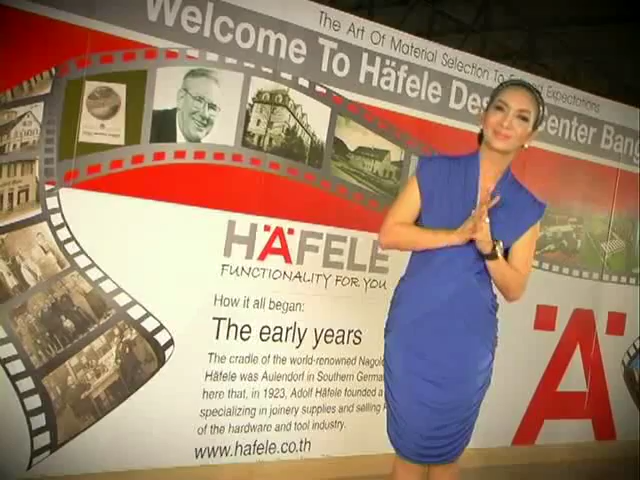 The Art Of Material Selection To Expectations
Welcome To Häfele Des Center Bang
HÄFELE
FUNCTIONALITY FOR YOU
How it all began:
The early years
The cradle of the world-renowned Nagol
Häfele was Aulendorf in Southern Germa
here that, in 1923, Adolf Häfele founded a
specializing in joinery supplies and selling
of the hardware and tool industry.
www.hafele.co.th
Ä